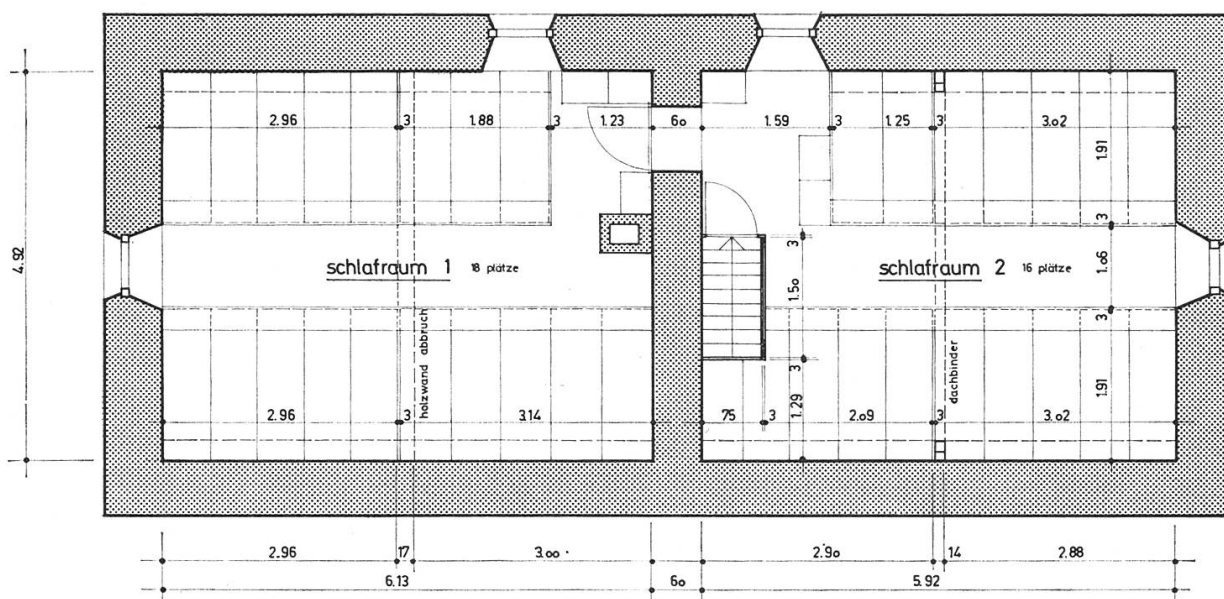 2.96 3 1.88 3 1.23 6o 1.59 3 1.25 3 3.o2
1.91
4.92
3
3
schlafraum 1 18 plätze
schlafraum 2 16 plätze
1.5o
1.o6
3
3
holzwand abbruch
dachbinder
1.91
1.29
2.96 3 3.14 75 3 2.o9 3 3.o2
2.96 17 3.oo 2.9o 14 2.88
6.13 6o 5.92